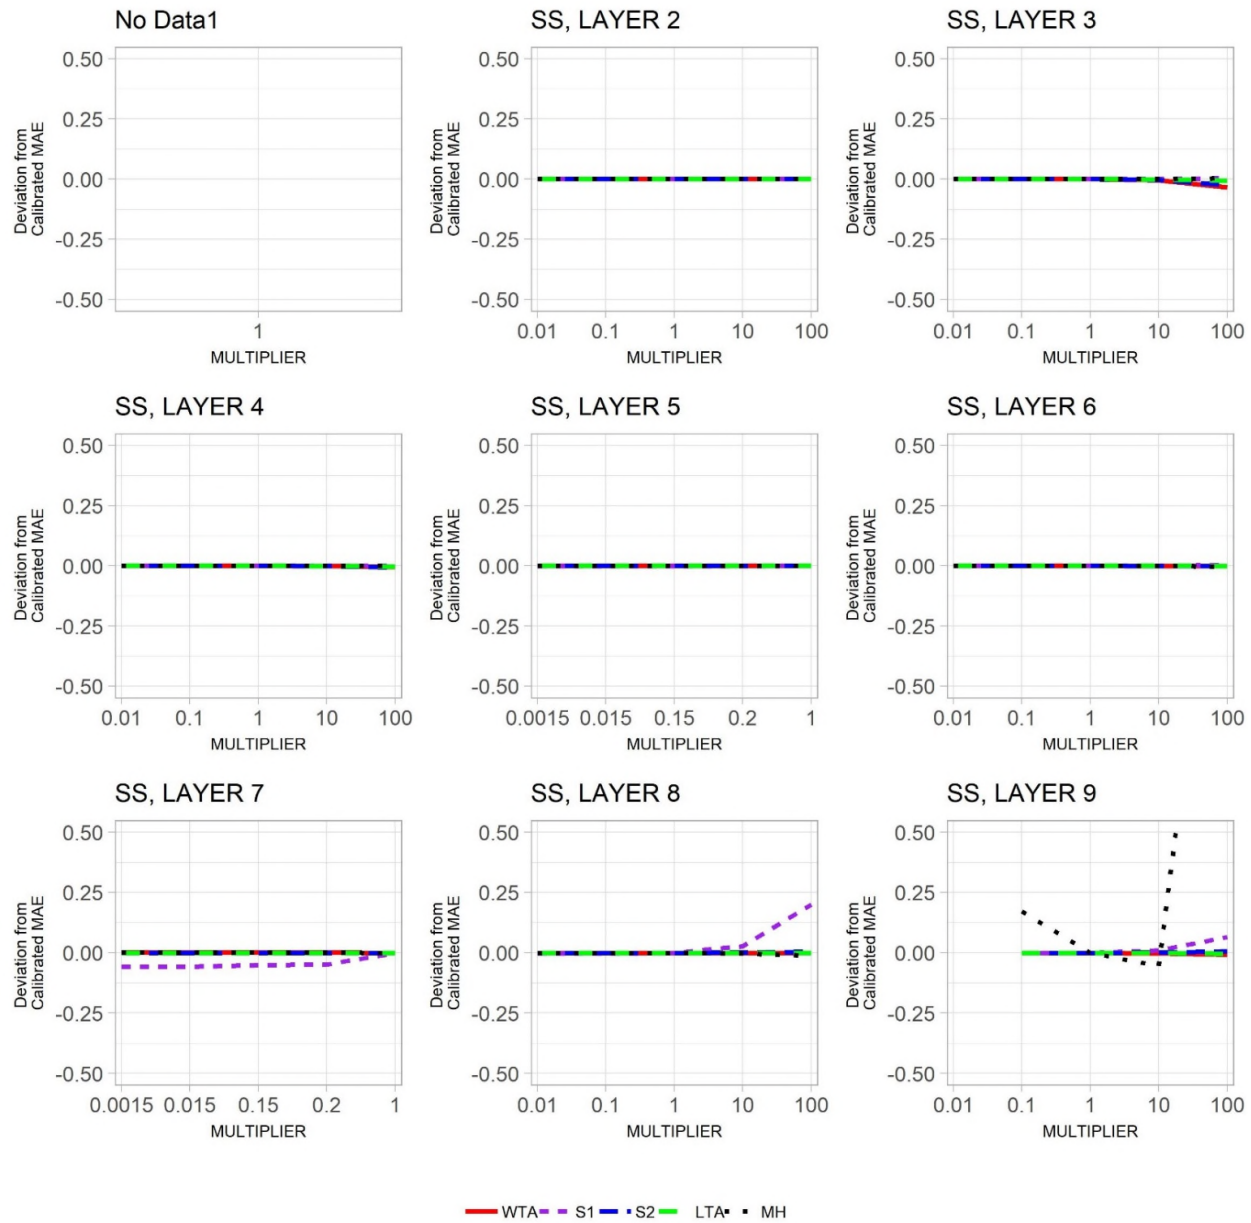 No Data1
SS, LAYER 2
SS, LAYER 3
0.50
0.25
0.00
-0.25
-0.50
Deviation from
Calibrated MAE
1
MULTIPLIER
0.50
0.25
0.00
-0.25
-0.50
Deviation from
Calibrated MAE
0.01 0.1 1 10 100
MULTIPLIER
0.50
0.25
0.00
-0.25
-0.50
Deviation from
Calibrated MAE
0.01 0.1 1 10 100
MULTIPLIER
SS, LAYER 4
SS, LAYER 5
SS, LAYER 6
0.50
0.25
0.00
-0.25
-0.50
Deviation from
Calibrated MAE
0.01 0.1 1 10 100
MULTIPLIER
0.50
0.25
0.00
-0.25
-0.50
Deviation from
Calibrated MAE
0.0015 0.015 0.15 0.2 1
MULTIPLIER
0.50
0.25
0.00
-0.25
-0.50
Deviation from
Calibrated MAE
0.01 0.1 1 10 100
MULTIPLIER
SS, LAYER 7
SS, LAYER 8
SS, LAYER 9
0.50
0.25
0.00
-0.25
-0.50
Deviation from
Calibrated MAE
0.0015 0.015 0.15 0.2 1
MULTIPLIER
0.50
0.25
0.00
-0.25
-0.50
Deviation from
Calibrated MAE
0.01 0.1 1 10 100
MULTIPLIER
0.50
0.25
0.00
-0.25
-0.50
Deviation from
Calibrated MAE
0.01 0.1 1 10 100
MULTIPLIER
WTA S1 S2 LTA MH